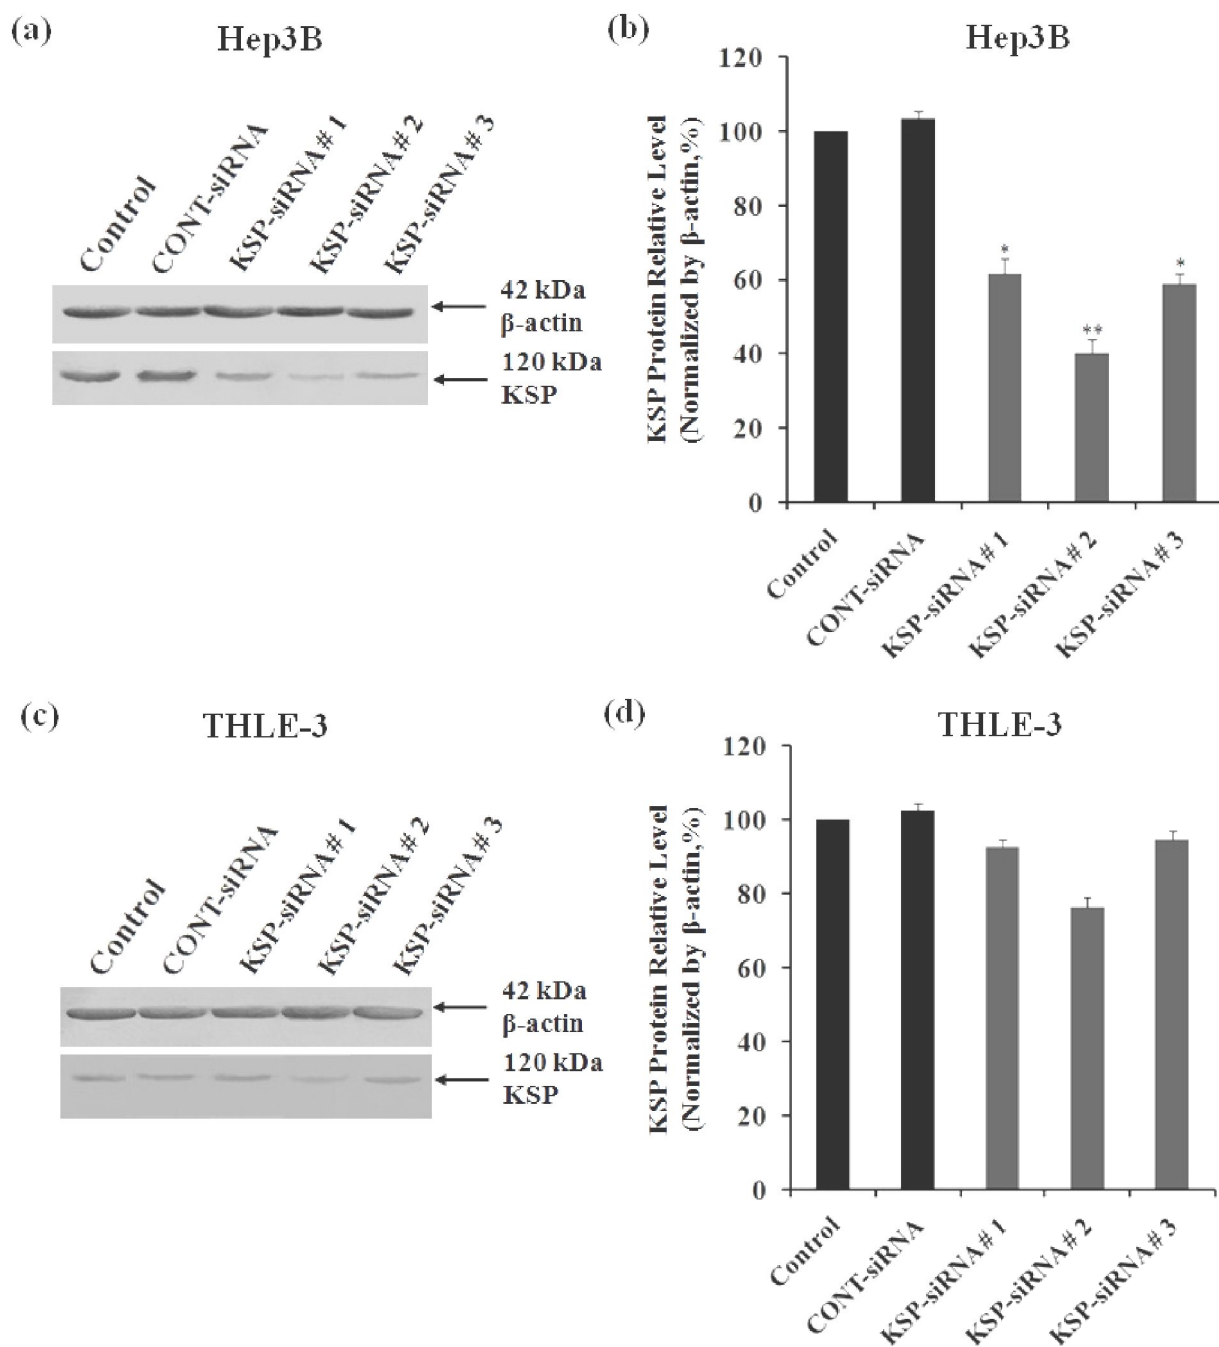 (a)
Hep3B
Control
CONT-siRNA
KSP-siRNA# 1
KSP-siRNA# 2
KSP-siRNA# 3
42 kDa
β-actin
120 kDa
KSP
(b)
Hep3B
KSP Protein Relative Level
(Normalized by β-actin,%)
120
100
80
60
40
20
0
*
**
*
Control
CONT-siRNA
KSP-siRNA# 1
KSP-siRNA# 2
KSP-siRNA# 3
(c)
THLE-3
Control
CONT-siRNA
KSP-siRNA# 1
KSP-siRNA# 2
KSP-siRNA# 3
42 kDa
β-actin
120 kDa
KSP
(d)
THLE-3
KSP Protein Relative Level
(Normalized by β-actin,%)
120
100
80
60
40
20
0
Control
CONT-siRNA
KSP-siRNA# 1
KSP-siRNA# 2
KSP-siRNA# 3